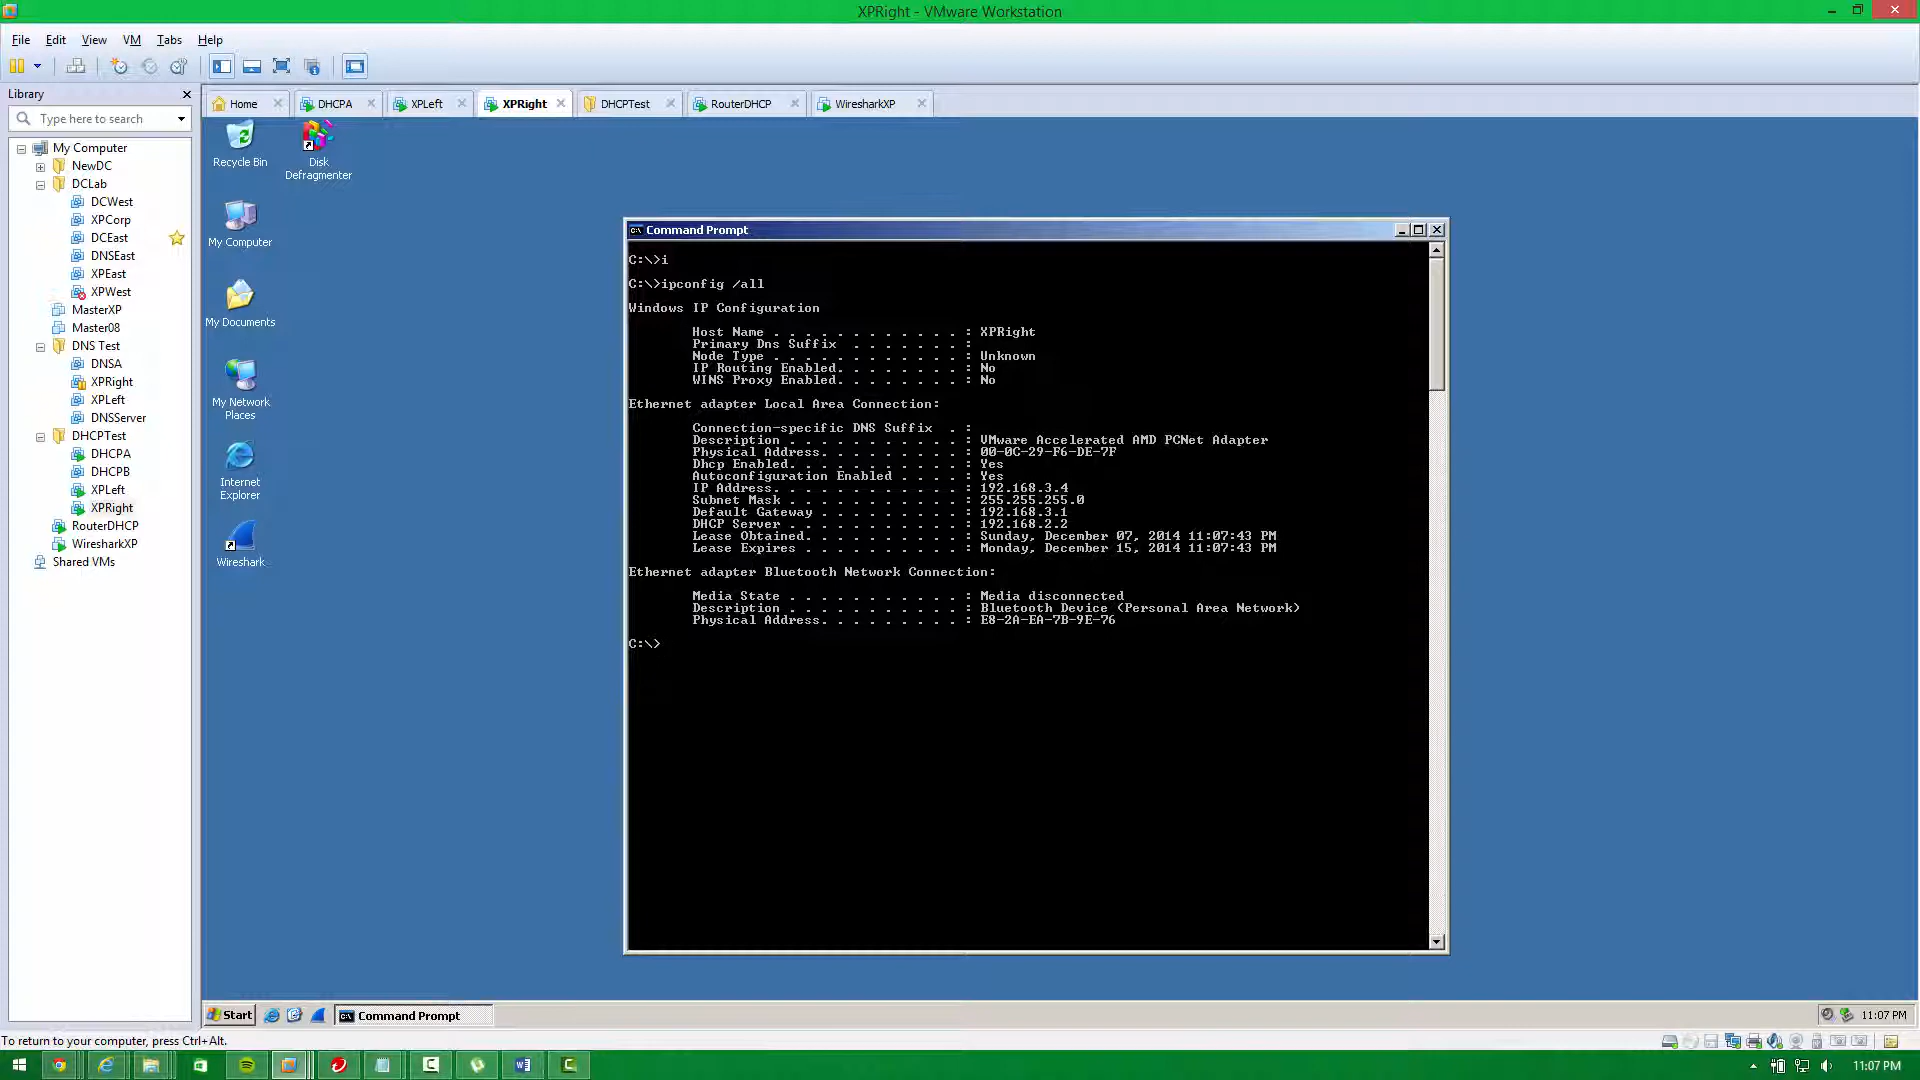 XPRight - VMware Workstation
File Edit View VM Tabs Help
Library
Type here to search
My Computer
NewDC
DCLab
DCWest
XPCorp
DCEast
DNSEast
XPEast
XPWest
MasterXP
Master08
DNS Test
DNSA
XPRight
XPLeft
DNSServer
DHCPTest
DHCPA
DHCPB
XPLeft
XPRight
RouterDHCP
WiresharkXP
Shared VMs
Home DHCPA XPLeft XPRight DHCPTest RouterDHCP WiresharkXP
Recycle Bin
Disk
Defragmenter
My Computer
My Documents
My Network
Places
Internet
Explorer
Wireshark
Command Prompt
C:\>i
C:\>ipconfig /all
Windows IP Configuration
Host Name . . . . . . . . . . . . : XPRight
Primary Dns Suffix  . . . . . . . :
Node Type . . . . . . . . . . . . : Unknown
IP Routing Enabled. . . . . . . . : No
WINS Proxy Enabled. . . . . . . . : No
Ethernet adapter Local Area Connection:
Connection-specific DNS Suffix  . :
Description . . . . . . . . . . . : VMware Accelerated AMD PCNet Adapter
Physical Address. . . . . . . . . : 00-0C-29-F6-DE-7F
Dhcp Enabled. . . . . . . . . . . : Yes
Autoconfiguration Enabled . . . . : Yes
IP Address. . . . . . . . . . . . : 192.168.3.4
Subnet Mask . . . . . . . . . . . : 255.255.255.0
Default Gateway . . . . . . . . . : 192.168.3.1
DHCP Server . . . . . . . . . . . : 192.168.2.2
Lease Obtained. . . . . . . . . . : Sunday, December 07, 2014 11:07:43 PM
Lease Expires . . . . . . . . . . : Monday, December 15, 2014 11:07:43 PM
Ethernet adapter Bluetooth Network Connection:
Media State . . . . . . . . . . . : Media disconnected
Description . . . . . . . . . . . : Bluetooth Device (Personal Area Network)
Physical Address. . . . . . . . . : E8-2A-EA-7B-9E-76
C:\>
Start Command Prompt 11:07 PM
To return to your computer, press Ctrl+Alt.
11:07 PM